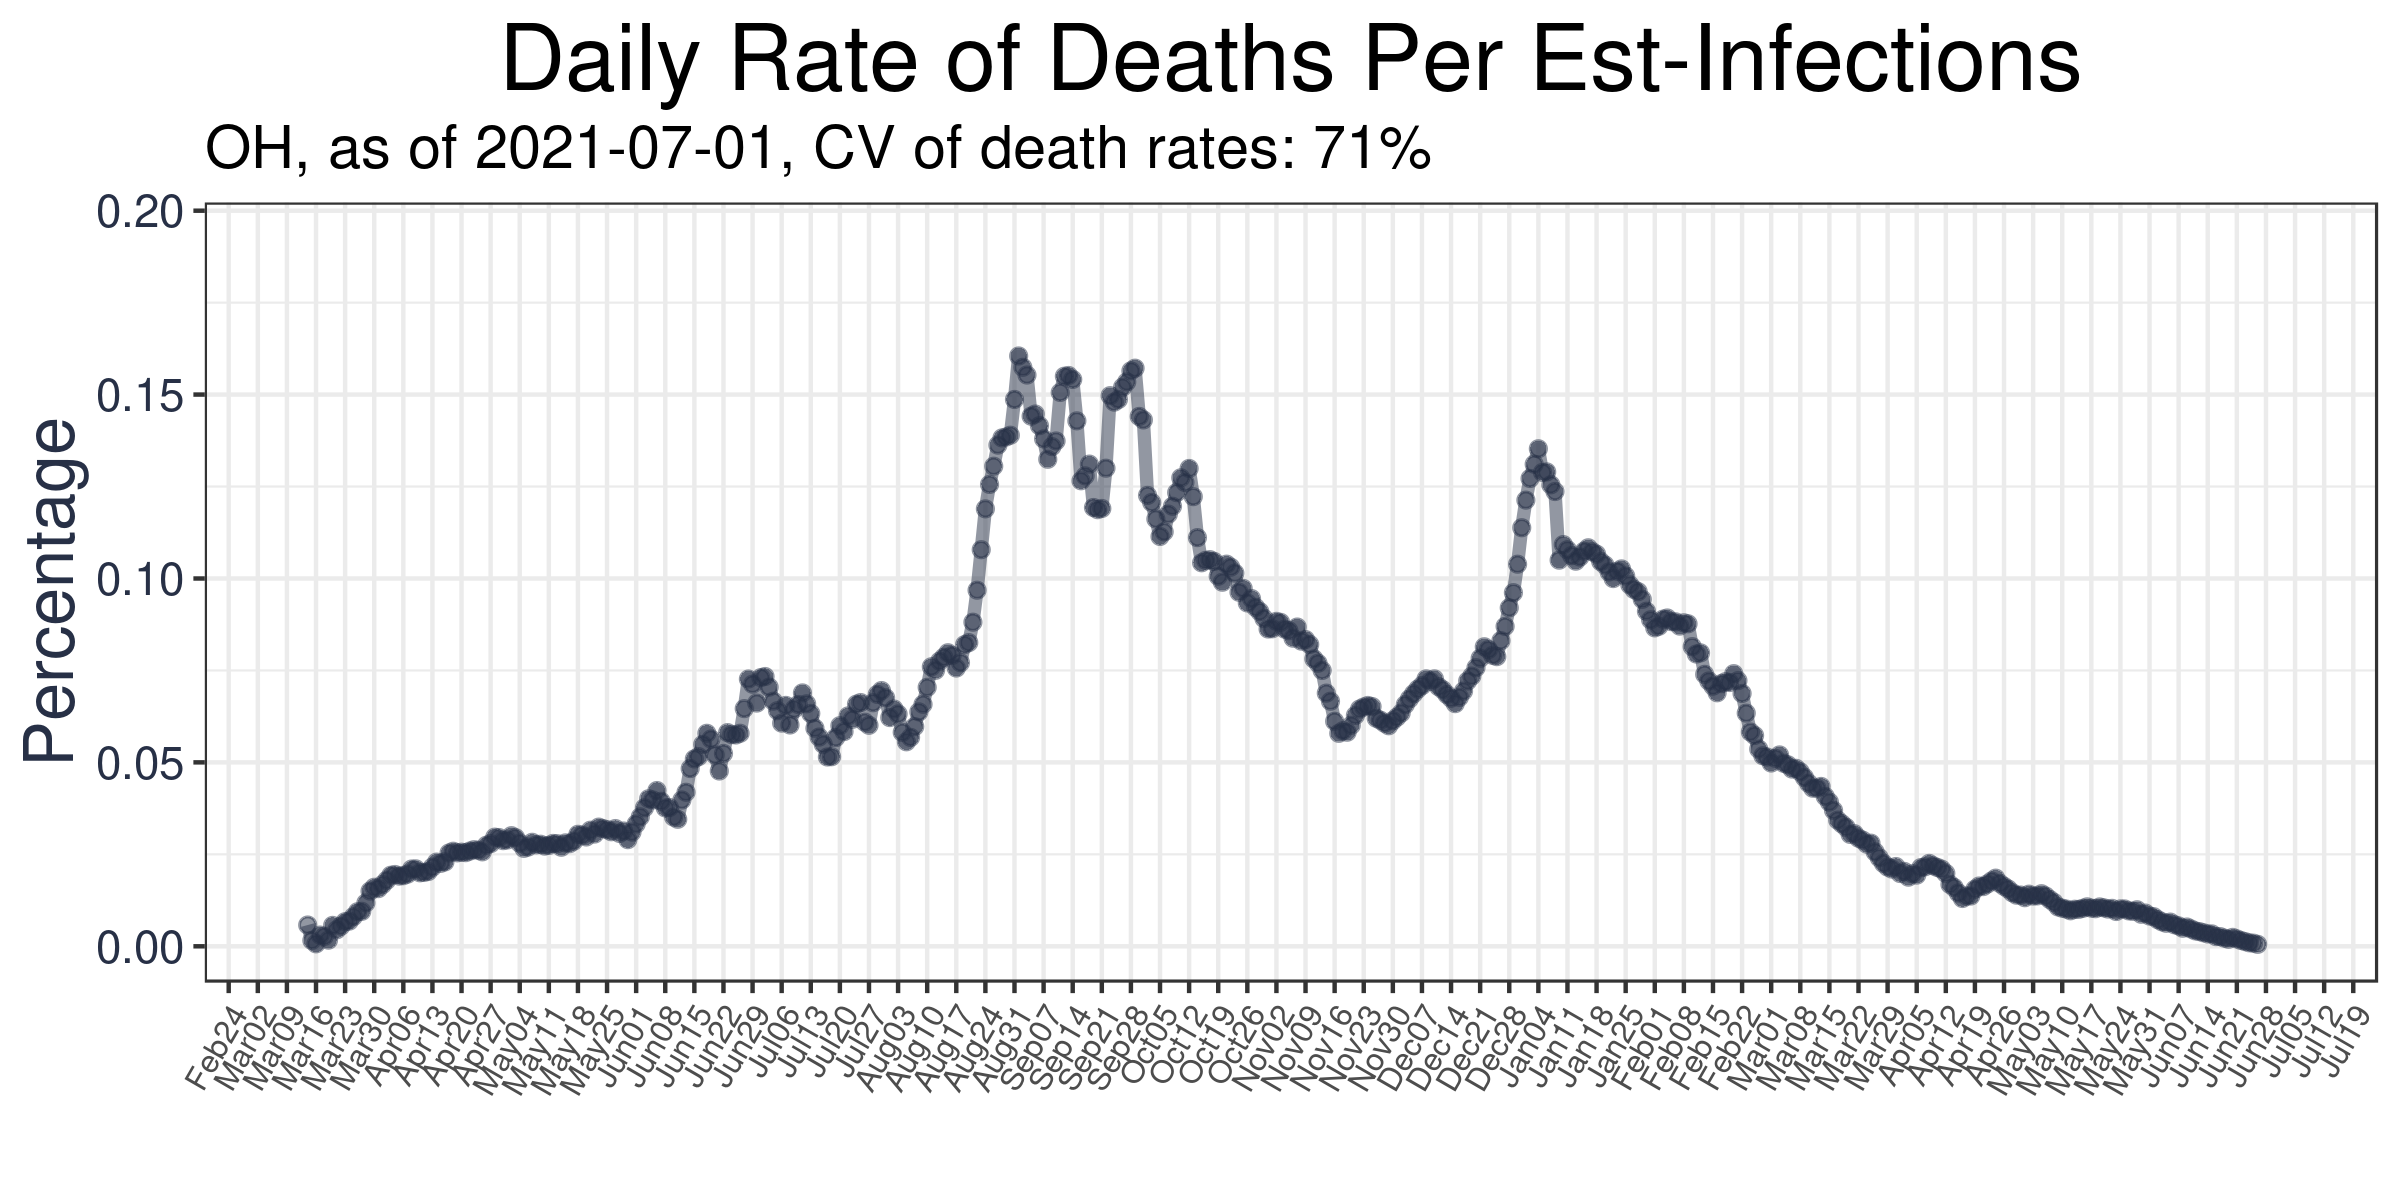 Daily Rate of Deaths Per Est-Infections
OH, as of 2021-07-01, CV of death rates: 71%
Percentage
0.20
0.15
0.10
0.05
0.00
Feb24
Mar02
Mar09
Mar16
Mar23
Mar30
Apr06
Apr13
Apr20
Apr27
May04
May11
May18
May25
Jun01
Jun08
Jun15
Jun22
Jun29
Jul06
Jul13
Jul20
Jul27
Aug03
Aug10
Aug17
Aug24
Aug31
Sep07
Sep14
Sep21
Sep28
Oct05
Oct12
Oct19
Oct26
Nov02
Nov09
Nov16
Nov23
Nov30
Dec07
Dec14
Dec21
Dec28
Jan04
Jan11
Jan18
Jan25
Feb01
Feb08
Feb15
Feb22
Mar01
Mar08
Mar15
Mar22
Mar29
Apr05
Apr12
Apr19
Apr26
May03
May10
May17
May24
May31
Jun07
Jun14
Jun21
Jun28
Jul05
Jul12
Jul19